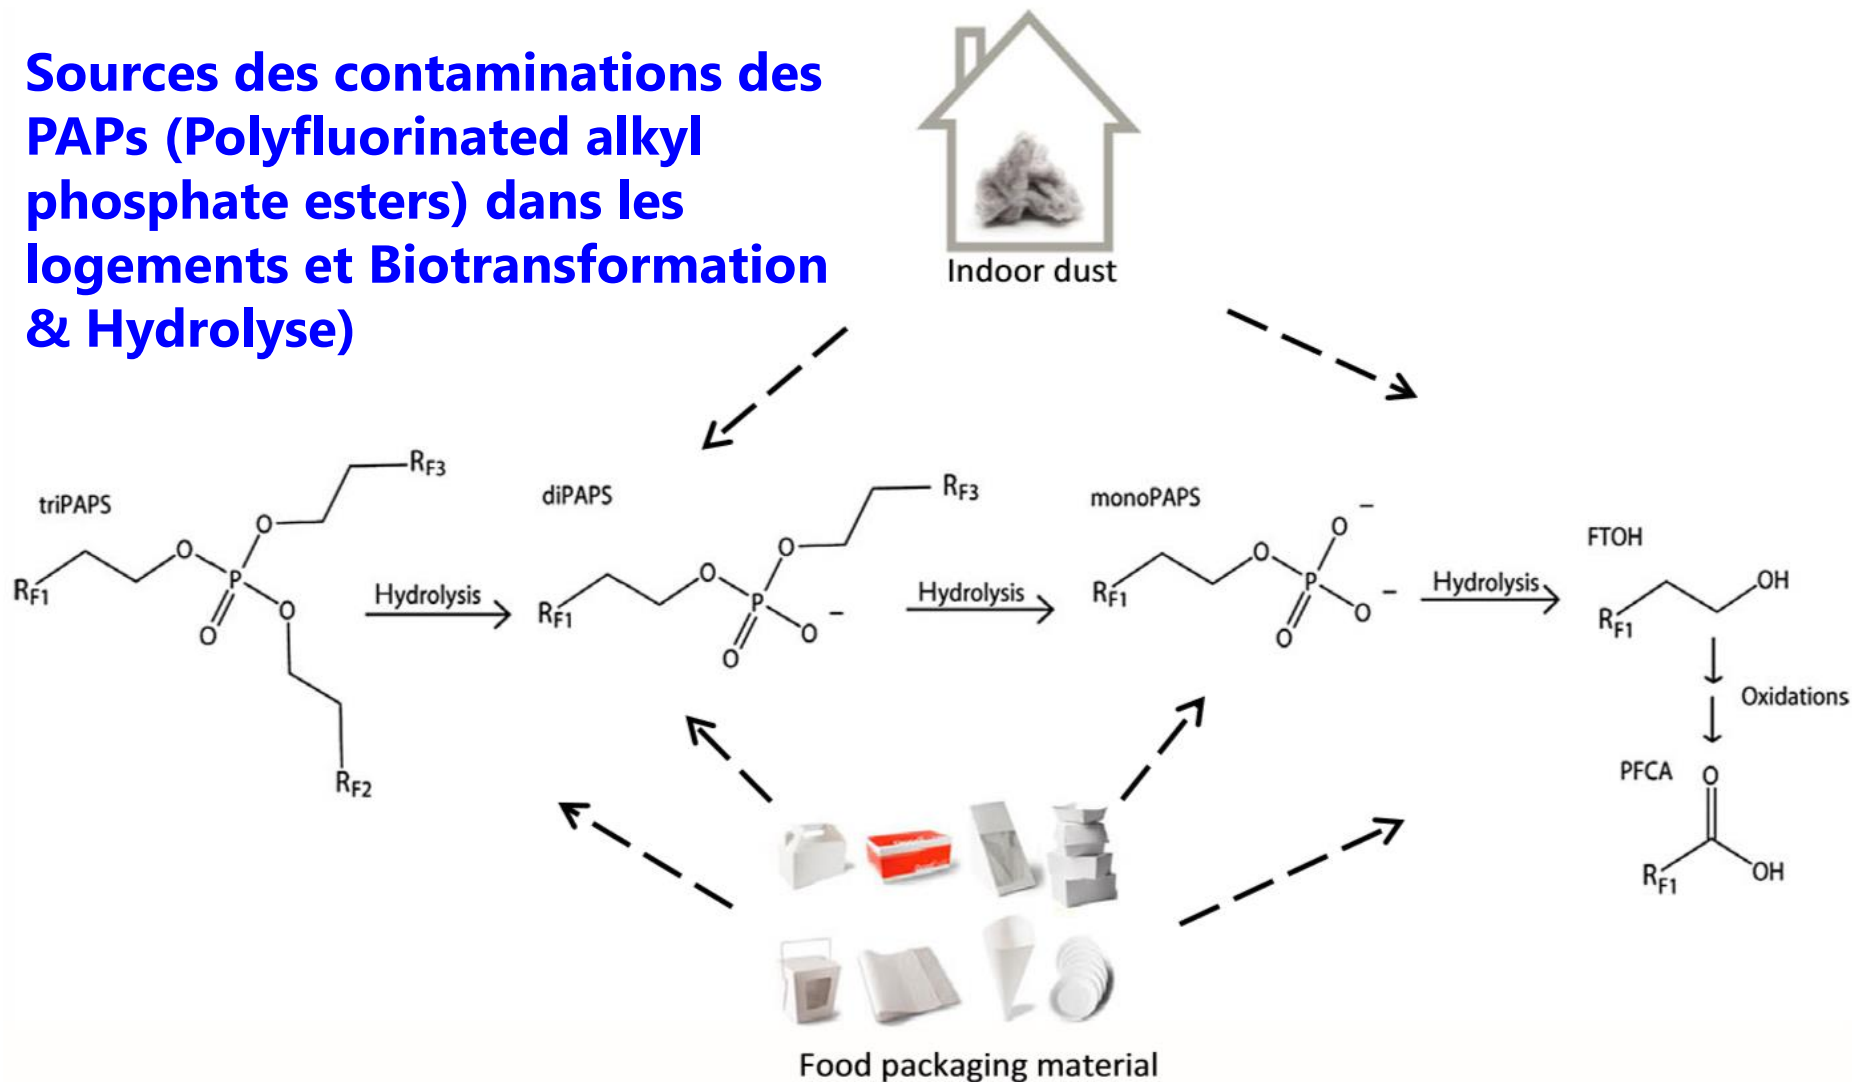 Sources des contaminations des
PAPs (Polyfluorinated alkyl
phosphate esters) dans les
logements et Biotransformation
& Hydrolyse)
Indoor dust
triPAPS
RF3
O
O
P
RF1
O
O
RF2
Hydrolysis
diPAPS
RF3
O
O
P
RF1
O
O
−
Hydrolysis
monoPAPS
O −
O
P
RF1
O −
O
Hydrolysis
FTOH
OH
RF1
Oxidations
PFCA
O
RF1
OH
Food packaging material